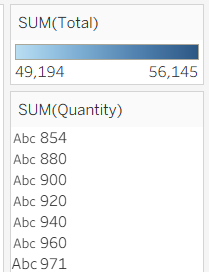 SUM(Total)
49,194 56,145
SUM(Quantity)
Abc 854
Abc 880
Abc 900
Abc 920
Abc 940
Abc 960
Abc 971